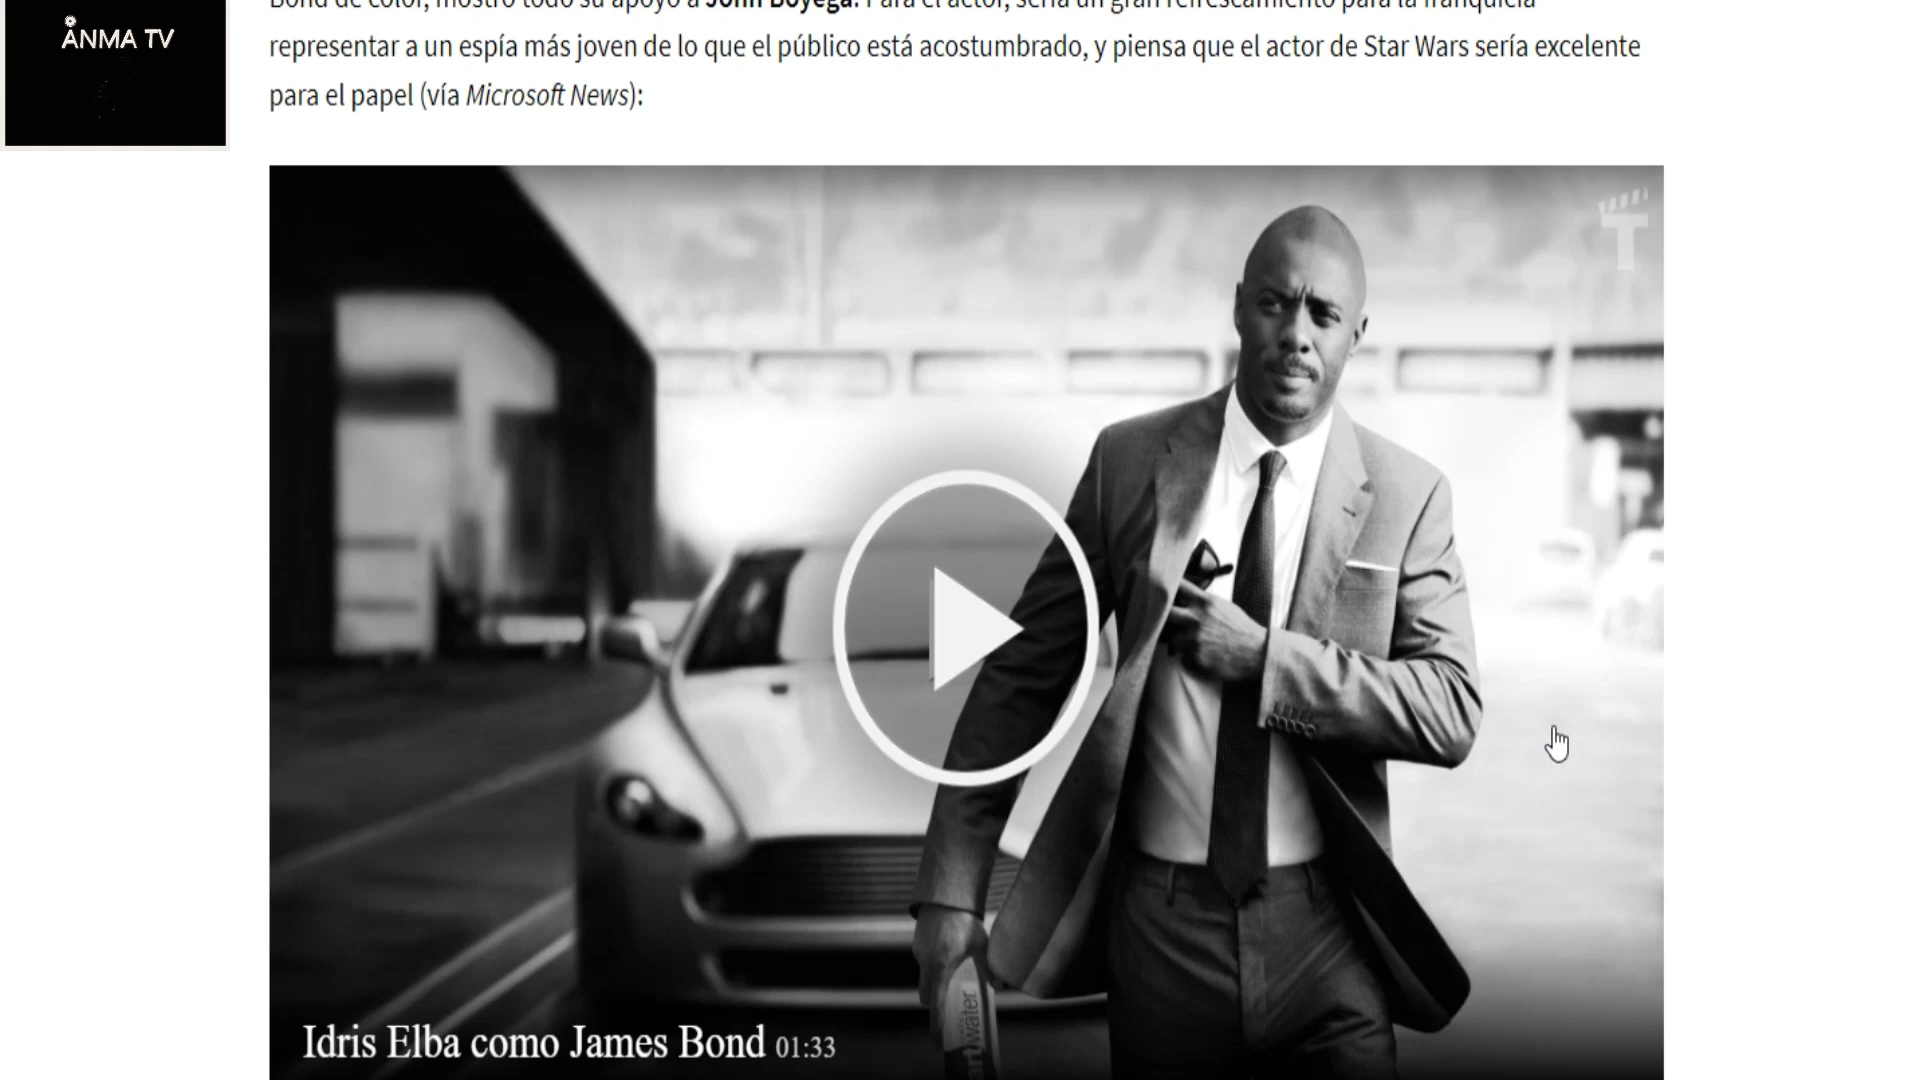 ÅNMA TV
Bond de color, mostró todo su apoyo a John Boyega. Para el actor, sería un gran refrescamiento para la franquicia
representar a un espía más joven de lo que el público está acostumbrado, y piensa que el actor de Star Wars sería excelente
para el papel (vía Microsoft News):
T
artwater
Idris Elba como James Bond 01:33